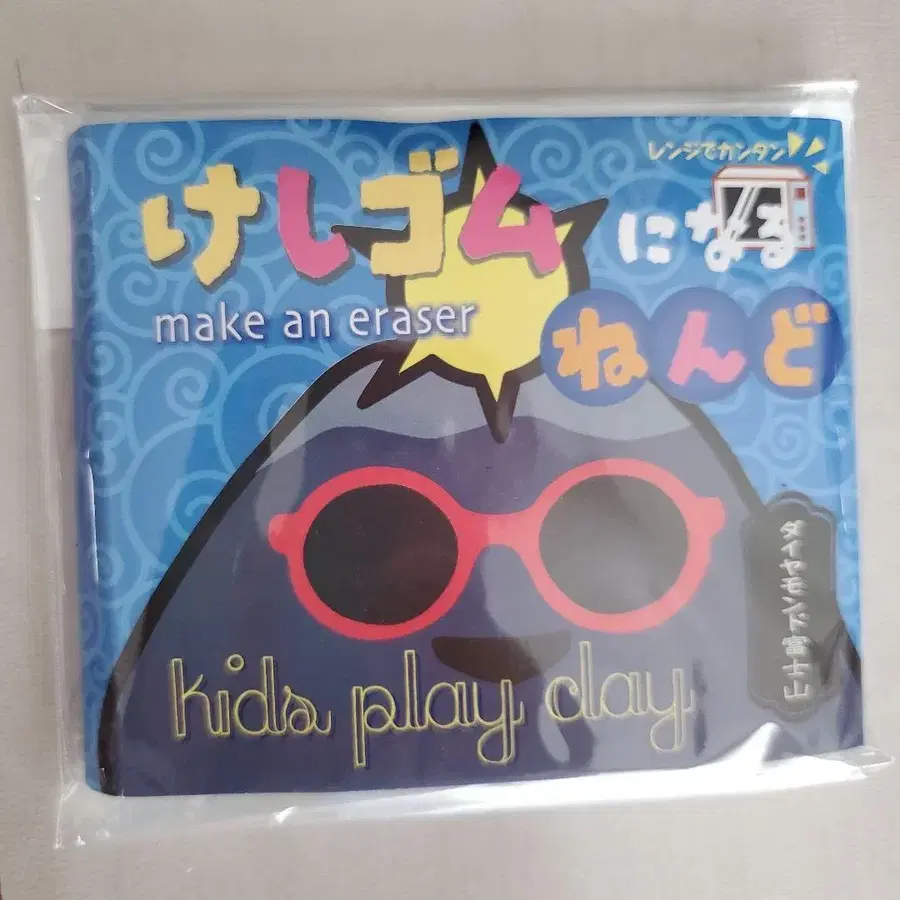 レンジでカンタン
けしゴムになる
make an eraser
ねんど
ダイヤモンド富士山
kids play clay